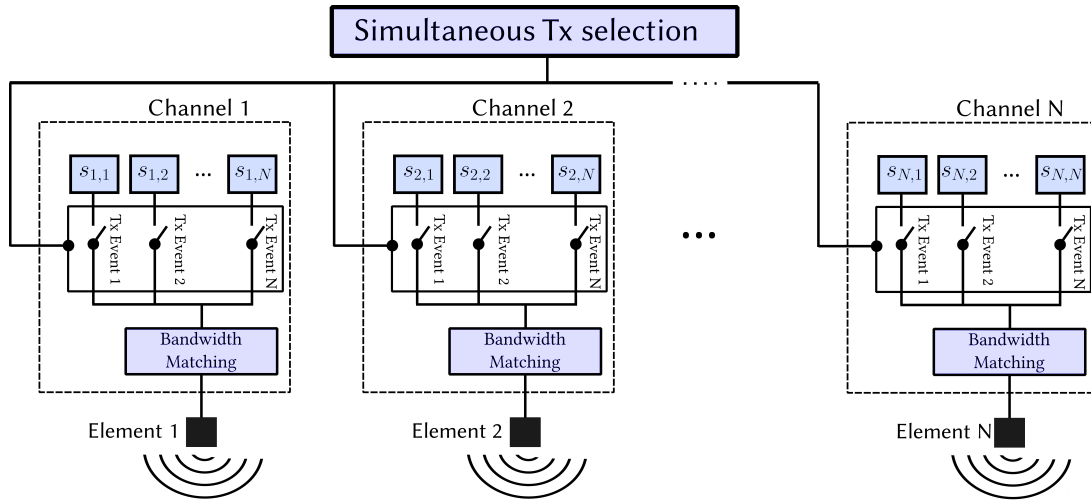 Simultaneous Tx selection
....
Channel 1
Channel 2
Channel N
s1,1 s1,2 ... s1,N
s2,1 s2,2 ... s2,N
sN,1 sN,2 ... sN,N
Tx Event 1
Tx Event 2
Tx Event N
Tx Event 1
Tx Event 2
Tx Event N
...
Tx Event 1
Tx Event 2
Tx Event N
Bandwidth
Matching
Bandwidth
Matching
Bandwidth
Matching
Element 1
Element 2
Element N